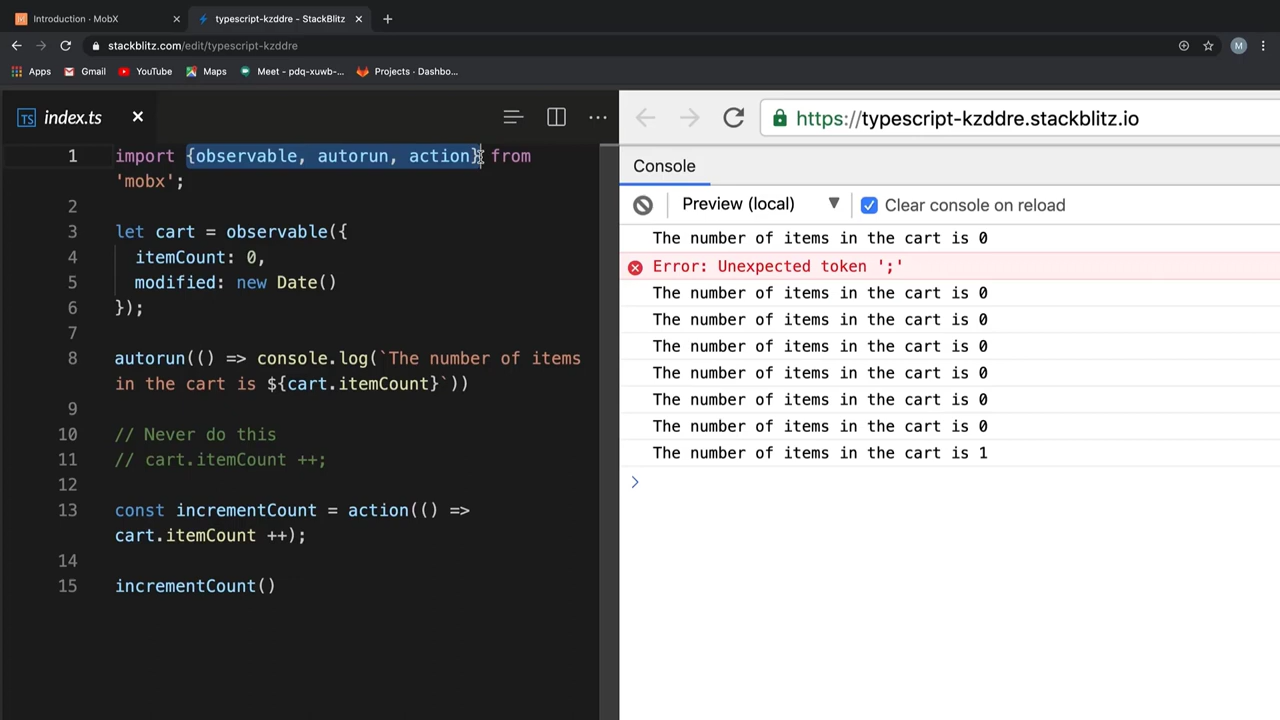 Introduction · MobX
typescript-kzddre - StackBlitz
stackblitz.com/edit/typescript-kzddre
M
Apps
Gmail
YouTube
Maps
Meet - pdq-xuwb-...
Projects · Dashbo...
TS
index.ts
1 import {observable, autorun, action} from
'mobx';
2
3 let cart = observable({
4 itemCount: 0,
5 modified: new Date()
6 });
7
8 autorun(() => console.log(`The number of items
in the cart is ${cart.itemCount}`))
9
10 // Never do this
11 // cart.itemCount ++;
12
13 const incrementCount = action(() =>
cart.itemCount ++);
14
15 incrementCount()
https://typescript-kzddre.stackblitz.io
Console
Preview (local)
Clear console on reload
The number of items in the cart is 0
Error: Unexpected token ';'
The number of items in the cart is 0
The number of items in the cart is 0
The number of items in the cart is 0
The number of items in the cart is 0
The number of items in the cart is 0
The number of items in the cart is 0
The number of items in the cart is 1
>